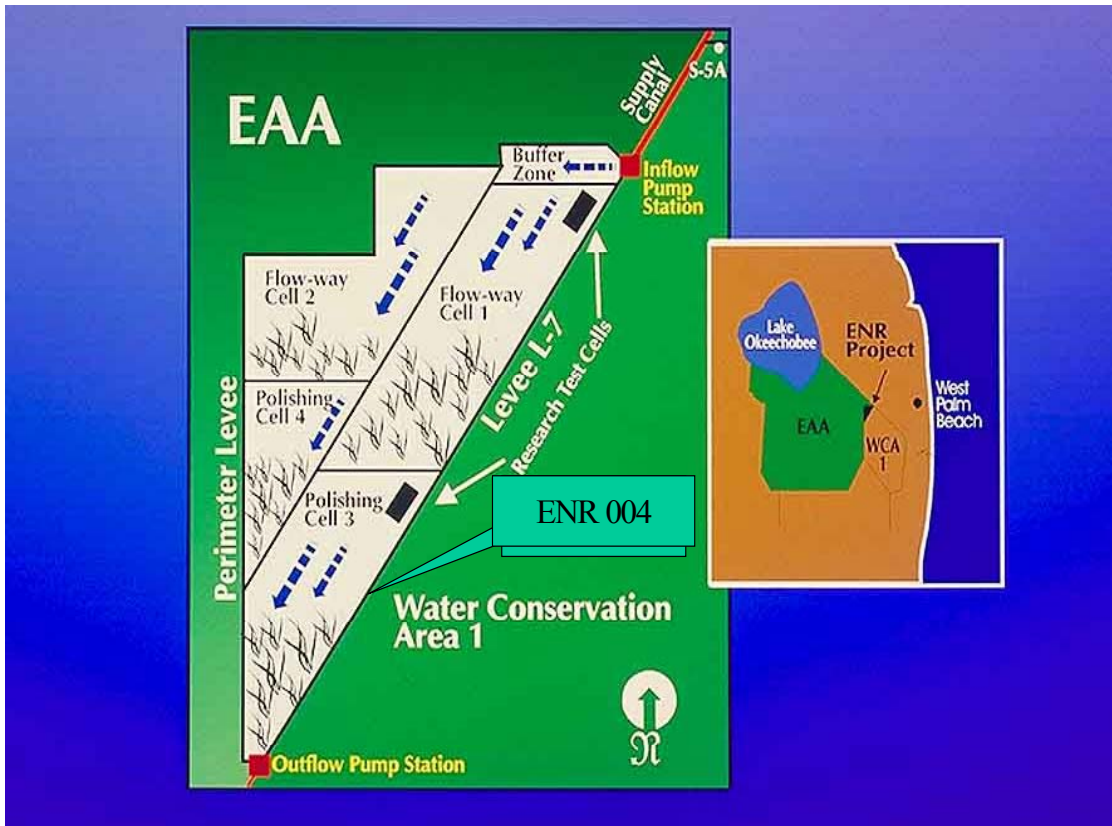 EAA
S-5A
Supply
Canal
Buffer
Zone
Inflow
Pump
Station
Flow-way
Cell 2
Flow-way
Cell 1
Levee L-7
Research Test Cells
Perimeter Levee
Polishing
Cell 4
Polishing
Cell 3
ENR 004
Water Conservation
Area 1
Outflow Pump Station
N
Lake
Okeechobee
ENR
Project
EAA
WCA
1
West
Palm
Beach